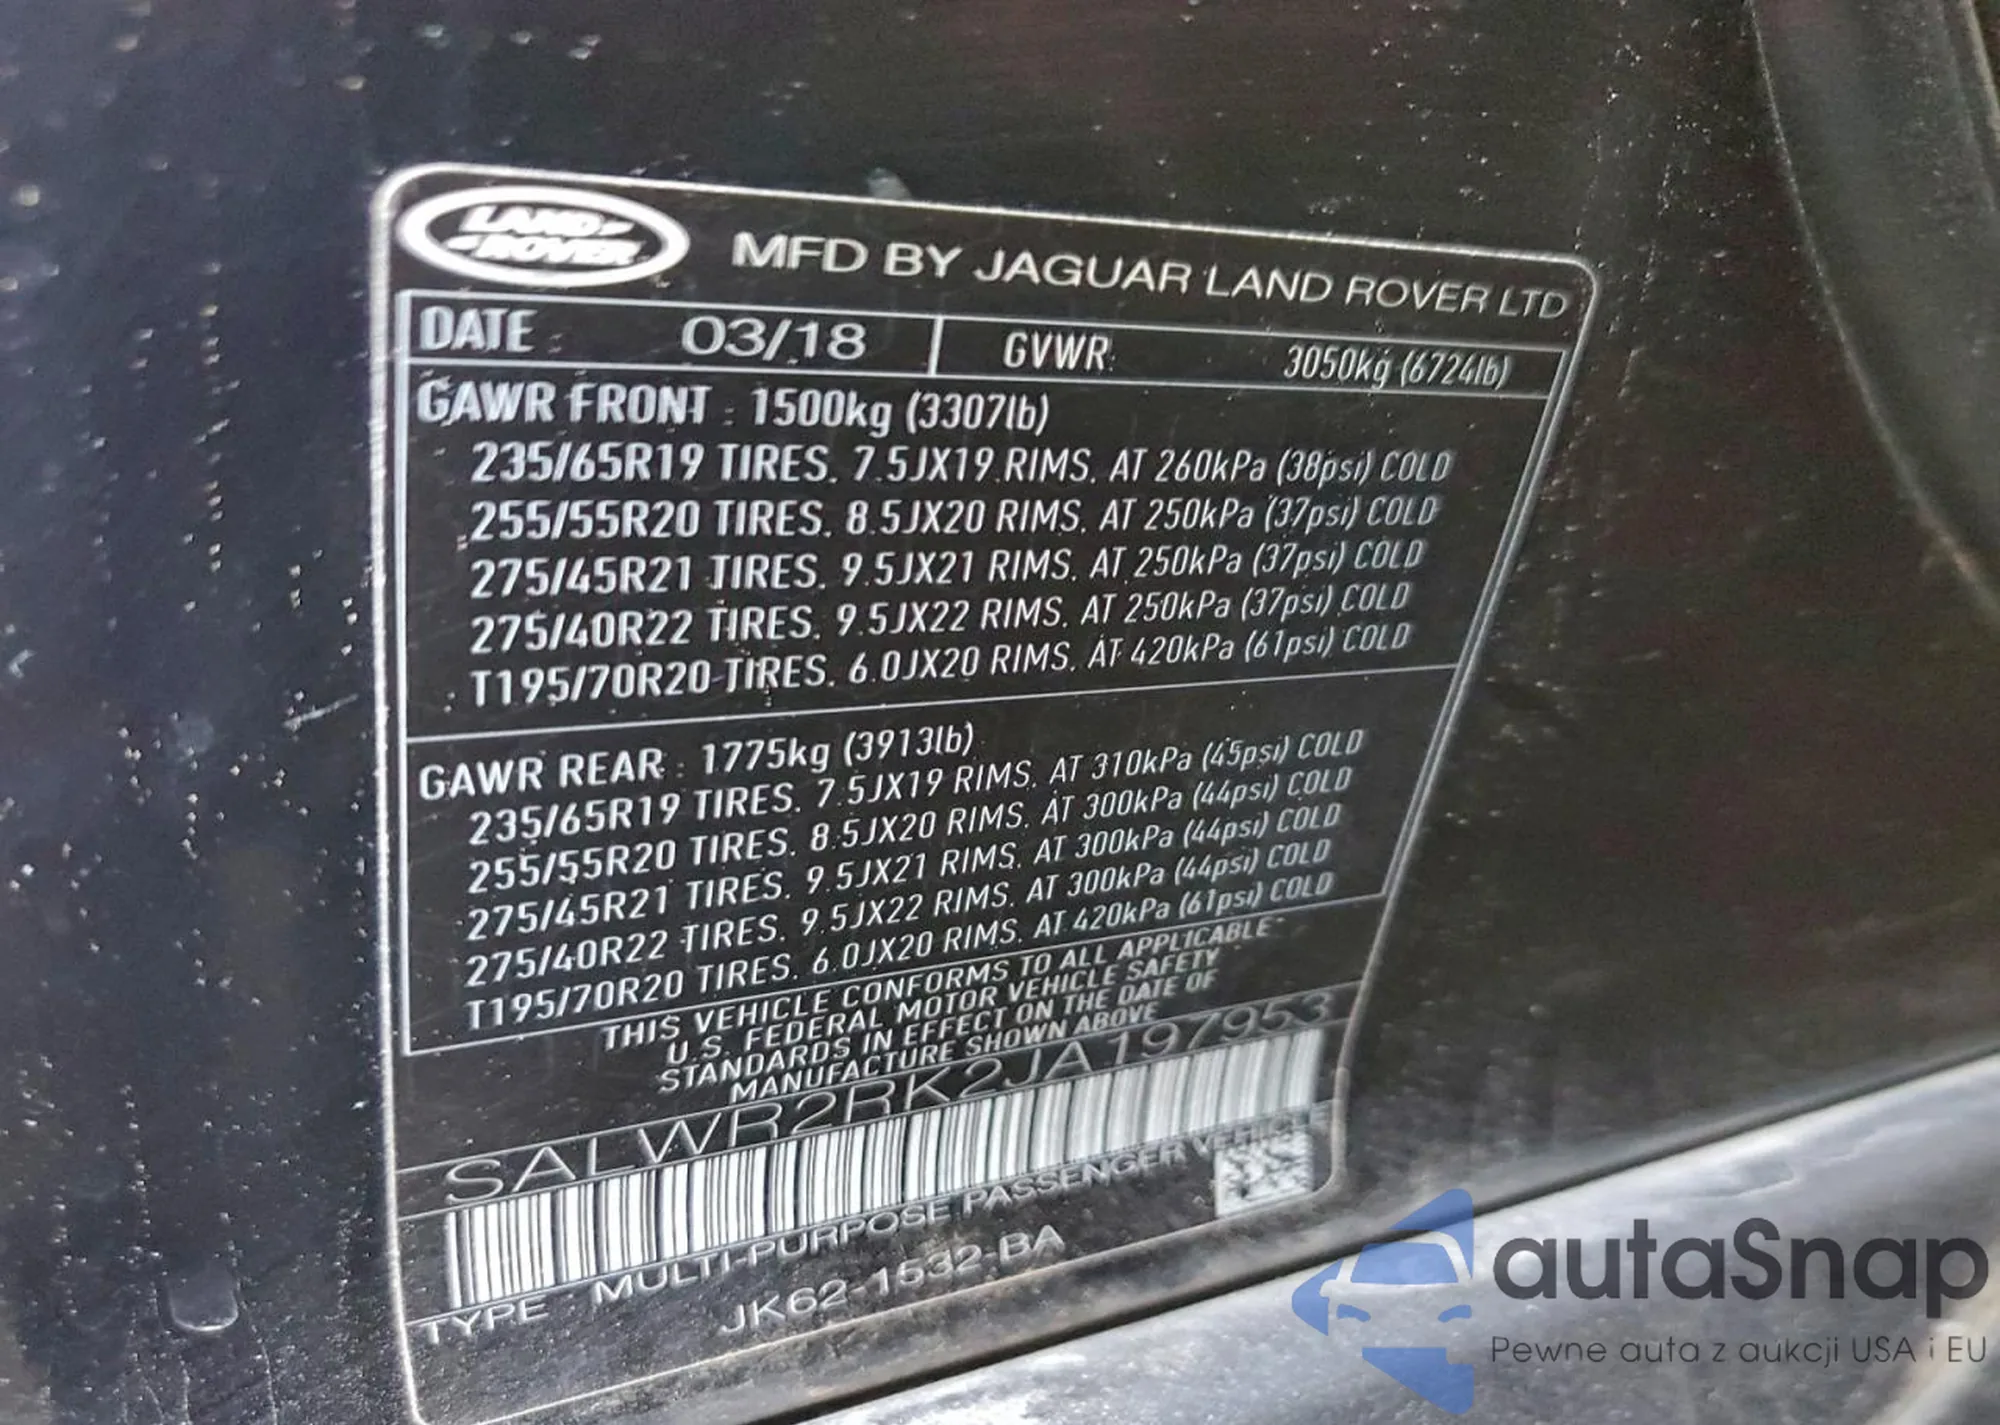 LAND ROVER
MFD BY JAGUAR LAND ROVER LTD
DATE : 03/18 GVWR: 3050kg (6724lb)
GAWR FRONT : 1500kg (3307lb)
235/65R19 TIRES. 7.5JX19 RIMS. AT 260kPa (38psi) COLD
255/55R20 TIRES. 8.5JX20 RIMS. AT 250kPa (37psi) COLD
275/45R21 TIRES. 9.5JX21 RIMS. AT 250kPa (37psi) COLD
275/40R22 TIRES. 9.5JX22 RIMS. AT 250kPa (37psi) COLD
T195/70R20 TIRES. 6.0JX20 RIMS. AT 420kPa (61psi) COLD
GAWR REAR : 1775kg (3913lb)
235/65R19 TIRES. 7.5JX19 RIMS. AT 310kPa (45psi) COLD
255/55R20 TIRES. 8.5JX20 RIMS. AT 300kPa (44psi) COLD
275/45R21 TIRES. 9.5JX21 RIMS. AT 300kPa (44psi) COLD
275/40R22 TIRES. 9.5JX22 RIMS. AT 300kPa (44psi) COLD
T195/70R20 TIRES. 6.0JX20 RIMS. AT 420kPa (61psi) COLD
THIS VEHICLE CONFORMS TO ALL APPLICABLE
U.S. FEDERAL MOTOR VEHICLE SAFETY
STANDARDS IN EFFECT ON THE DATE OF
MANUFACTURE SHOWN ABOVE
SALWR2RK2JA197953
TYPE : MULTI-PURPOSE PASSENGER VEHICLE
JK62-1532-BA
autaSnap
Pewne auta z aukcji USA i EU